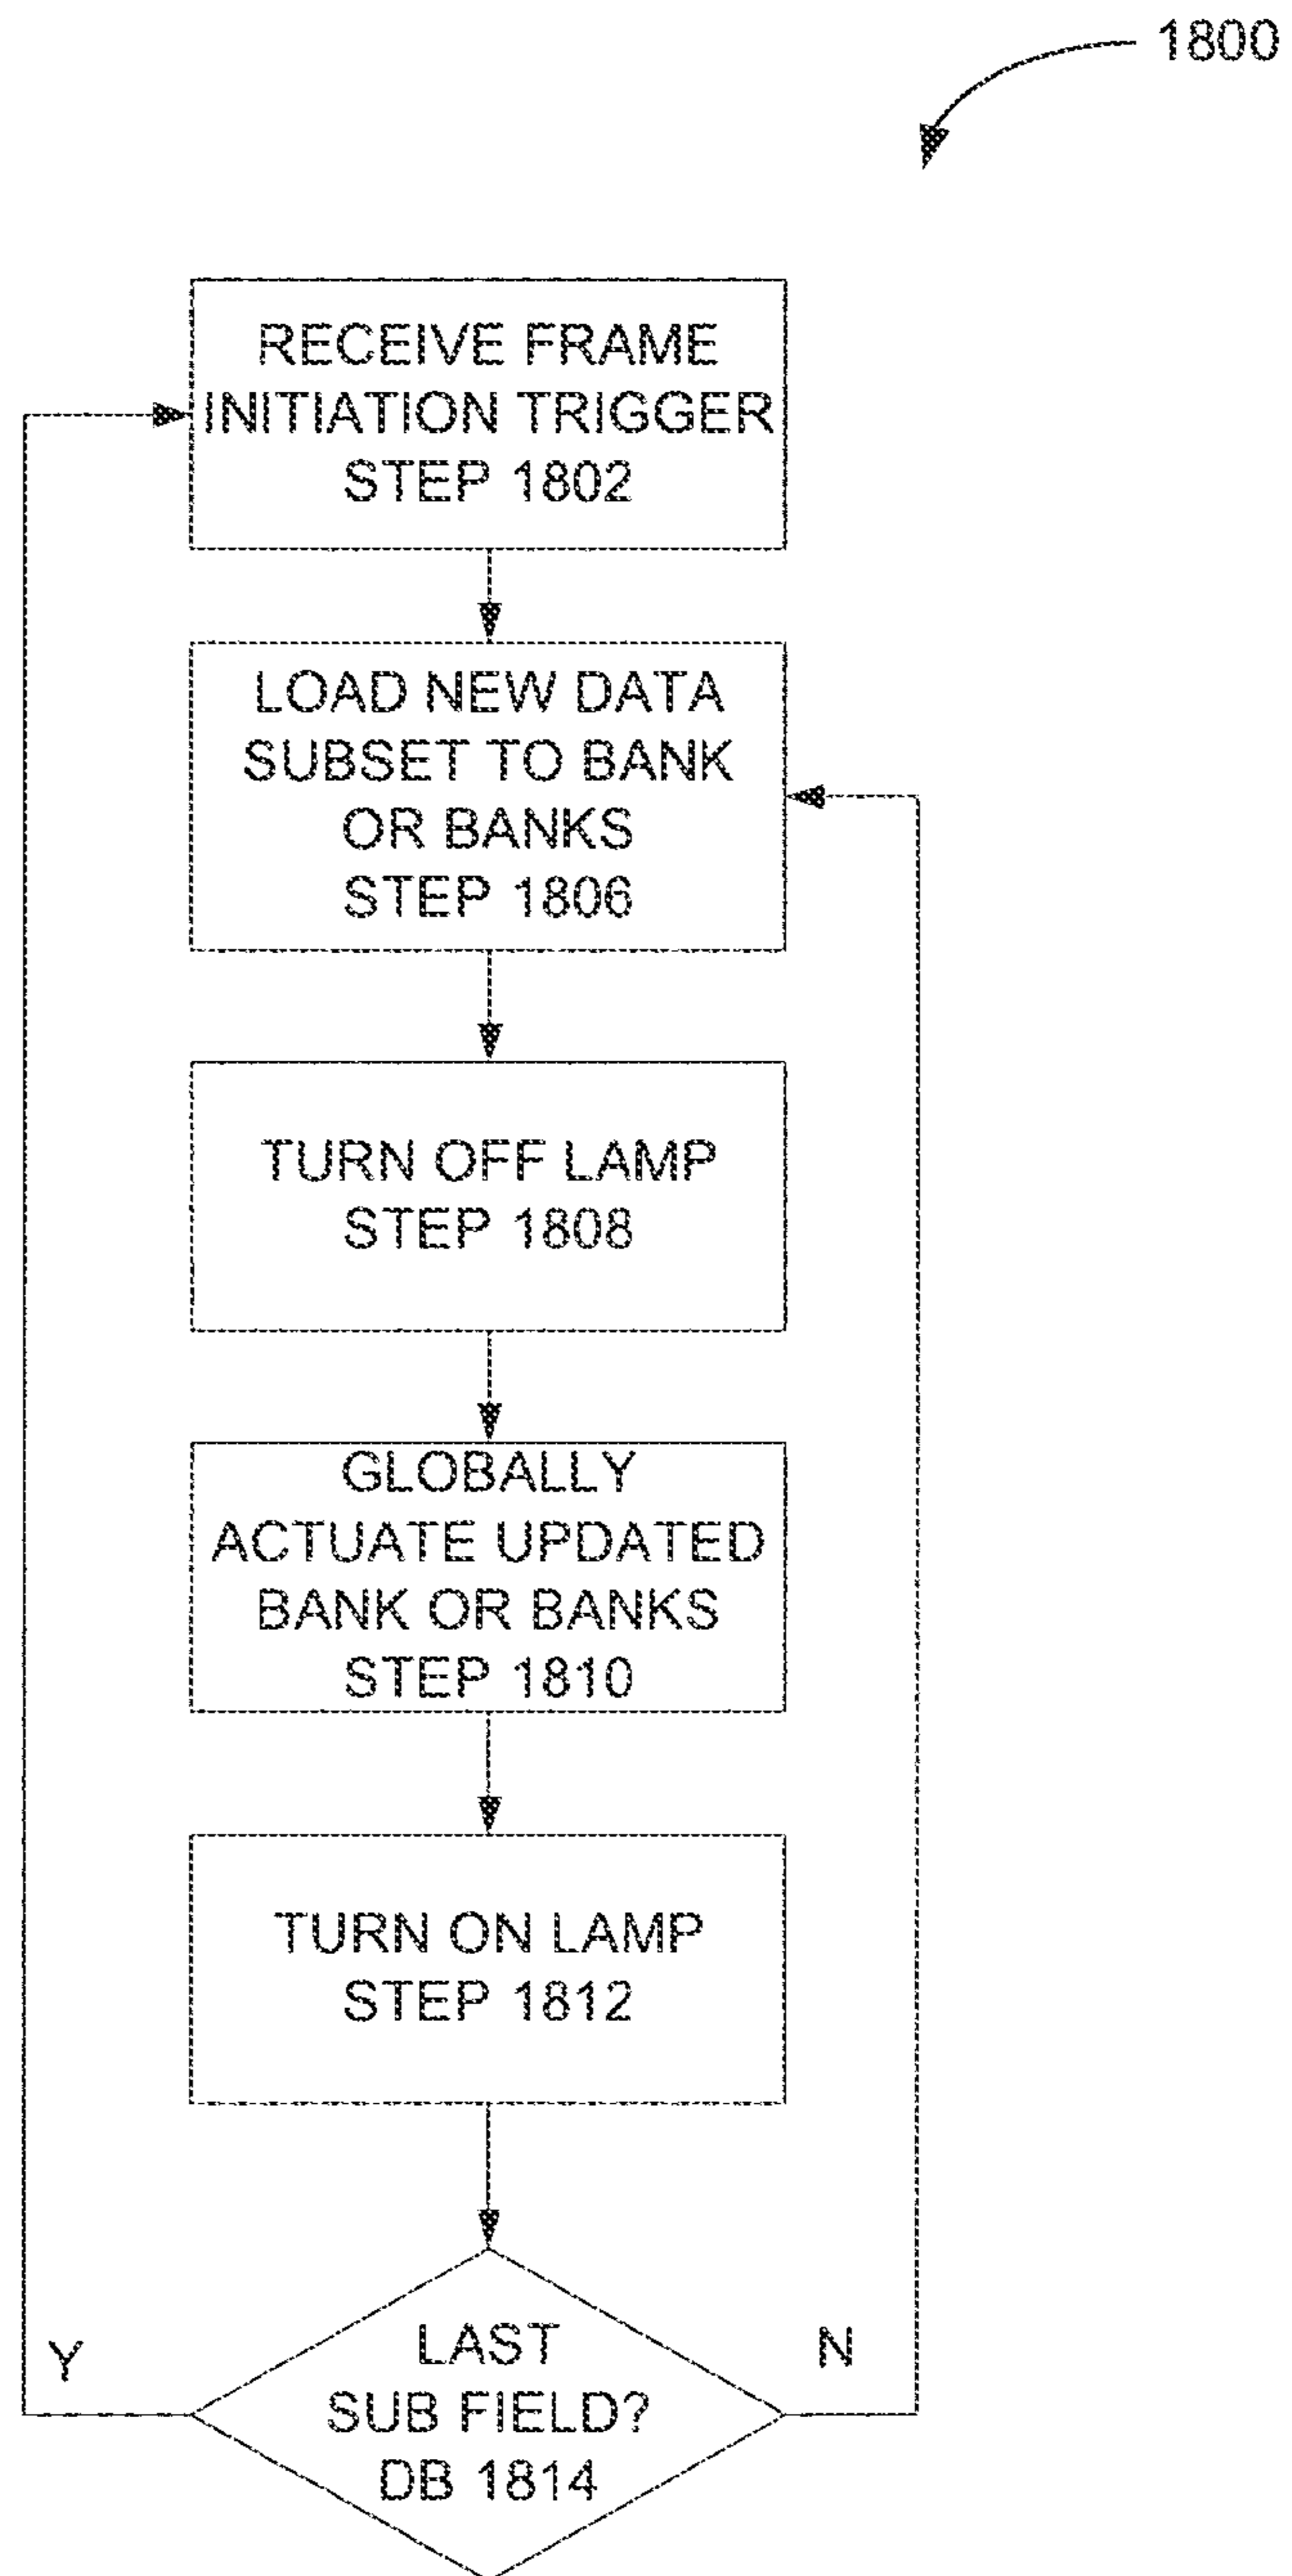 1800
RECEIVE FRAME
INITIATION TRIGGER
STEP 1802
LOAD NEW DATA
SUBSET TO BANK
OR BANKS
STEP 1806
TURN OFF LAMP
STEP 1808
GLOBALLY
ACTUATE UPDATED
BANK OR BANKS
STEP 1810
TURN ON LAMP
STEP 1812
Y
N
LAST
SUB FIELD?
DB 1814